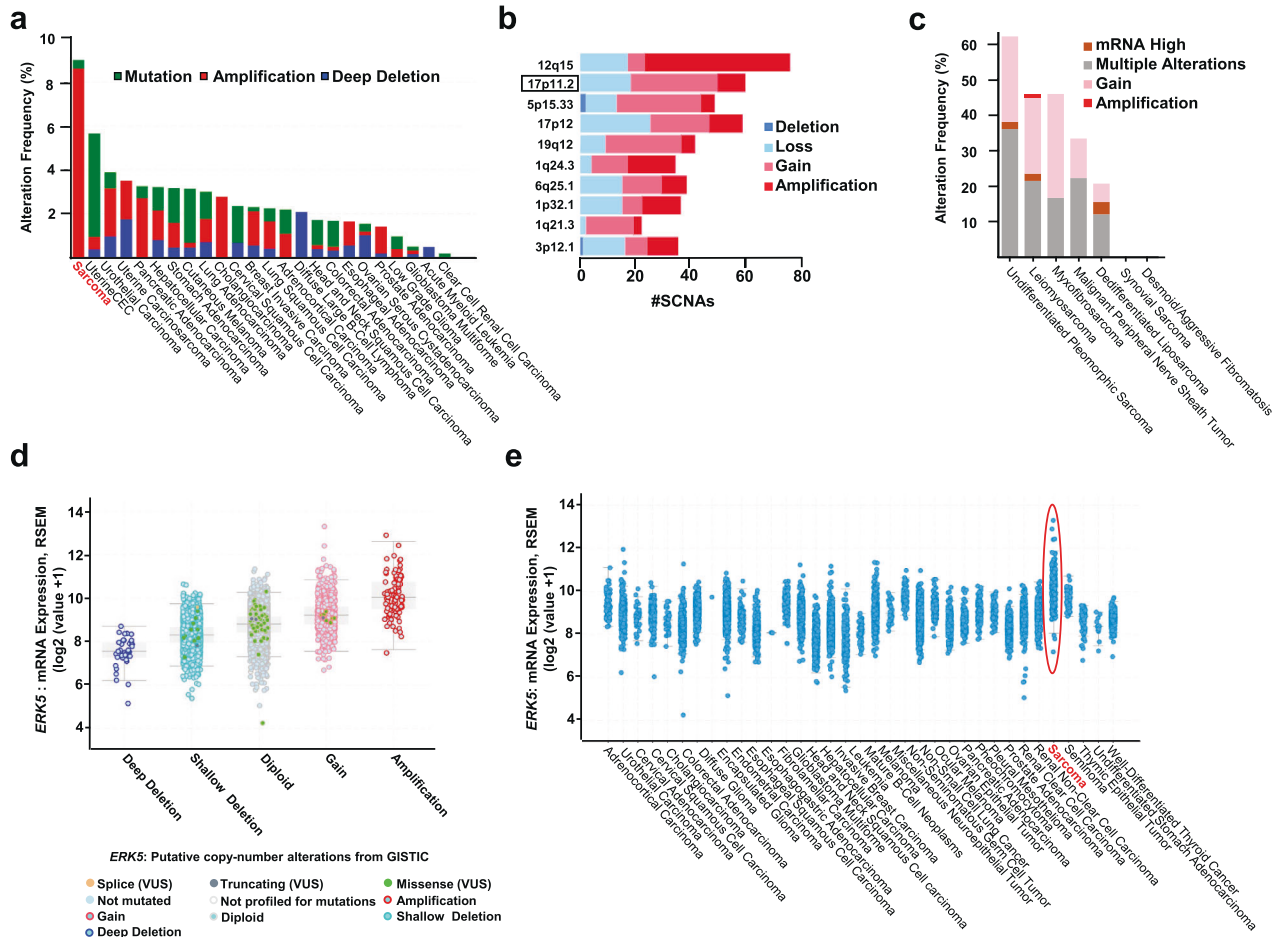 a
Alteration Frequency (%)
10
8
6
4
2
Mutation
Amplification
Deep Deletion
Sarcoma
UterineCEC
Urothelial Carcinoma
Uterine Carcinosarcoma
Pancreatic Adenocarcinoma
Hepatocellular Carcinoma
Stomach Adenocarcinoma
Cutaneous Melanoma
Lung Adenocarcinoma
Cholangiocarcinoma
Cervical Squamous Cell Carcinoma
Breast Invasive Carcinoma
Lung Squamous Cell Carcinoma
Adrenocortical Carcinoma
Diffuse Large B-Cell Lymphoma
Head and Neck Squamous Cell Carcinoma
Colorectal Adenocarcinoma
Esophageal Adenocarcinoma
Ovarian Serous Cystadenocarcinoma
Prostate Adenocarcinoma
Low Grade Glioma
Glioblastoma Multiforme
Acute Myeloid Leukemia
Clear Cell Renal Cell Carcinoma
b
12q15
17p11.2
5p15.33
17p12
19q12
1q24.3
6q25.1
1p32.1
1q21.3
3p12.1
Deletion
Loss
Gain
Amplification
0
20
40
60
80
#SCNAs
c
Alteration Frequency (%)
60
50
40
30
20
10
mRNA High
Multiple Alterations
Gain
Amplification
Undifferentiated Pleomorphic Sarcoma
Leiomyosarcoma
Myxofibrosarcoma
Malignant Peripheral Nerve Sheath Tumor
Dedifferentiated Liposarcoma
Synovial Sarcoma
Desmoid/Aggressive Fibromatosis
d
ERK5 : mRNA Expression, RSEM
(log2 (value +1)
14
12
10
8
6
4
Deep Deletion
Shallow Deletion
Diploid
Gain
Amplification
ERK5: Putative copy-number alterations from GISTIC
Splice (VUS)
Truncating (VUS)
Missense (VUS)
Not mutated
Not profiled for mutations
Amplification
Gain
Diploid
Shallow Deletion
Deep Deletion
e
ERK5: mRNA Expression, RSEM
(log2 (value +1)
14
12
10
8
6
4
Adrenocortical Carcinoma
Urothelial Carcinoma
Cervical Adenocarcinoma
Cervical Squamous Cell Carcinoma
Cholangiocarcinoma
Colorectal Adenocarcinoma
Diffuse Glioma
Encapsulated Glioma
Endometrial Carcinoma
Esophageal Squamous Cell Carcinoma
Esophagogastric Adenocarcinoma
Fibrolamellar Carcinoma
Glioblastoma Multiforme
Head and Neck Squamous Cell carcinoma
Hepatocellular Carcinoma
Invasive Breast Carcinoma
Leukemia
Mature B-Cell Neoplasms
Melanoma
Miscellaneous Neuroepithelial Tumor
Non-Seminomatous Germ Cell Tumor
Non-Small Cell Lung Cancer
Ocular Melanoma
Ovarian Epithelial Tumor
Pancreatic Adenocarcinoma
Pheochromocytoma
Pleural Mesothelioma
Prostate Adenocarcinoma
Renal Clear Cell Carcinoma
Renal Non-Clear Cell Carcinoma
Sarcoma
Seminoma
Thymic Epithelial Tumor
Undifferentiated Stomach Adenocarcinoma
Well-Differentiated Thyroid Cancer